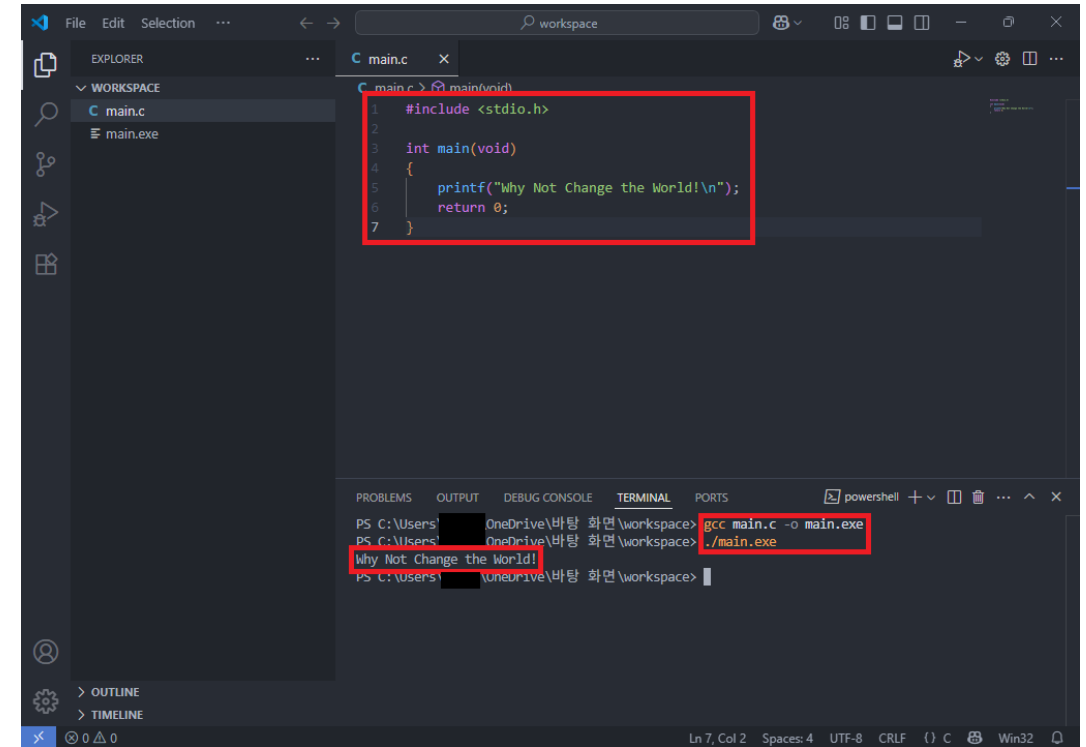 File Edit Selection ... workspace
EXPLORER ...
WORKSPACE
C main.c
main.exe
C main.c ×
C main.c > main(void)
1 #include <stdio.h>
2
3 int main(void)
4 {
5 printf("Why Not Change the World!\n");
6 return 0;
7 }
PROBLEMS OUTPUT DEBUG CONSOLE TERMINAL PORTS powershell
PS C:\Users\ OneDrive\바탕 화면\workspace> gcc main.c -o main.exe
PS C:\Users\ OneDrive\바탕 화면\workspace> ./main.exe
Why Not Change the World!
PS C:\Users\ \OneDrive\바탕 화면\workspace>
OUTLINE
TIMELINE
0 0 Ln 7, Col 2 Spaces: 4 UTF-8 CRLF {} C Win32